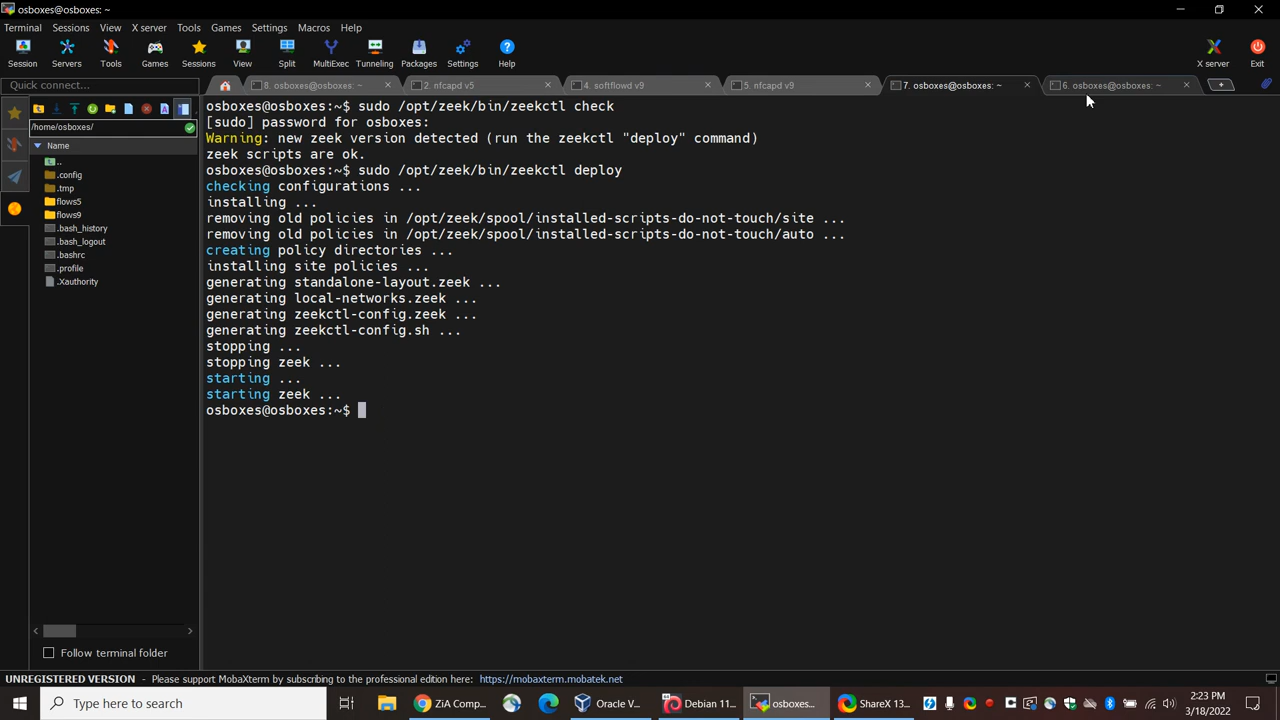 osboxes@osboxes: ~
Terminal Sessions View X server Tools Games Settings Macros Help
Session Servers Tools Games Sessions View Split MultiExec Tunneling Packages Settings Help X server Exit
Quick connect... 8. osboxes@osboxes: ~ 2. nfcapd v5 4. softflowd v9 5. nfcapd v9 7. osboxes@osboxes: ~ 6. osboxes@osboxes: ~
/home/osboxes/
Name
..
.config
.tmp
flows5
flows9
.bash_history
.bash_logout
.bashrc
.profile
.Xauthority
Follow terminal folder
osboxes@osboxes:~$ sudo /opt/zeek/bin/zeekctl check
[sudo] password for osboxes:
Warning: new zeek version detected (run the zeekctl "deploy" command)
zeek scripts are ok.
osboxes@osboxes:~$ sudo /opt/zeek/bin/zeekctl deploy
checking configurations ...
installing ...
removing old policies in /opt/zeek/spool/installed-scripts-do-not-touch/site ...
removing old policies in /opt/zeek/spool/installed-scripts-do-not-touch/auto ...
creating policy directories ...
installing site policies ...
generating standalone-layout.zeek ...
generating local-networks.zeek ...
generating zeekctl-config.zeek ...
generating zeekctl-config.sh ...
stopping ...
stopping zeek ...
starting ...
starting zeek ...
osboxes@osboxes:~$
UNREGISTERED VERSION - Please support MobaXterm by subscribing to the professional edition here: https://mobaxterm.mobatek.net
Type here to search ZiA Comp... Oracle V... Debian 11... osboxes... ShareX 13... 2:23 PM
3/18/2022